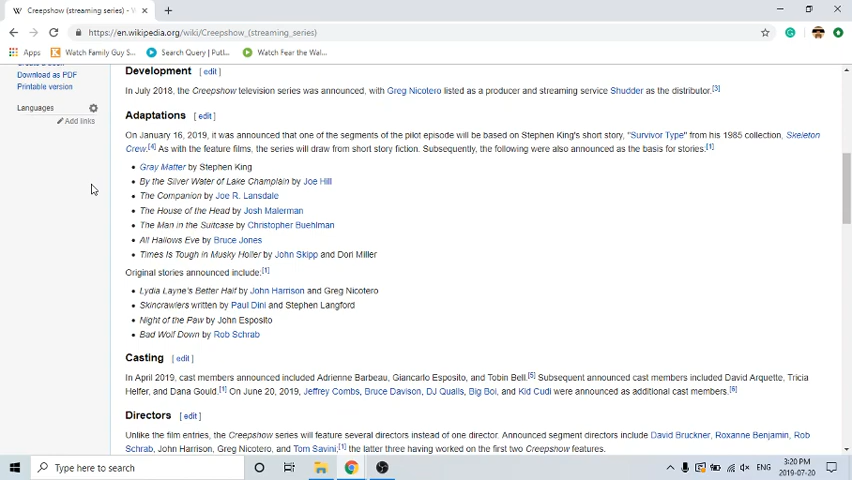 Creepshow (streaming series) - W
https://en.wikipedia.org/wiki/Creepshow_(streaming_series)
Apps
Watch Family Guy S...
Search Query | Putl...
Watch Fear the Wal...
Download as PDF
Printable version
Languages
Add links
Development [ edit ]
In July 2018, the Creepshow television series was announced, with Greg Nicotero listed as a producer and streaming service Shudder as the distributor.[3]
Adaptations [ edit ]
On January 16, 2019, it was announced that one of the segments of the pilot episode will be based on Stephen King's short story, "Survivor Type" from his 1985 collection, Skeleton
Crew.[4] As with the feature films, the series will draw from short story fiction. Subsequently, the following were also announced as the basis for stories.[1]
Gray Matter by Stephen King
By the Silver Water of Lake Champlain by Joe Hill
The Companion by Joe R. Lansdale
The House of the Head by Josh Malerman
The Man in the Suitcase by Christopher Buehlman
All Hallows Eve by Bruce Jones
Times Is Tough in Musky Holler by John Skipp and Dori Miller
Original stories announced include:[1]
Lydia Layne's Better Half by John Harrison and Greg Nicotero
Skincrawlers written by Paul Dini and Stephen Langford
Night of the Paw by John Esposito
Bad Wolf Down by Rob Schrab
Casting [ edit ]
In April 2019, cast members announced included Adrienne Barbeau, Giancarlo Esposito, and Tobin Bell.[5] Subsequent announced cast members included David Arquette, Tricia
Helfer, and Dana Gould.[1] On June 20, 2019, Jeffrey Combs, Bruce Davison, DJ Qualls, Big Boi, and Kid Cudi were announced as additional cast members.[6]
Directors [ edit ]
Unlike the film entries, the Creepshow series will feature several directors instead of one director. Announced segment directors include David Bruckner, Roxanne Benjamin, Rob
Schrab, John Harrison, Greg Nicotero, and Tom Savini,[1] the latter three having worked on the first two Creepshow features.
Type here to search
ENG
3:20 PM
2019-07-20